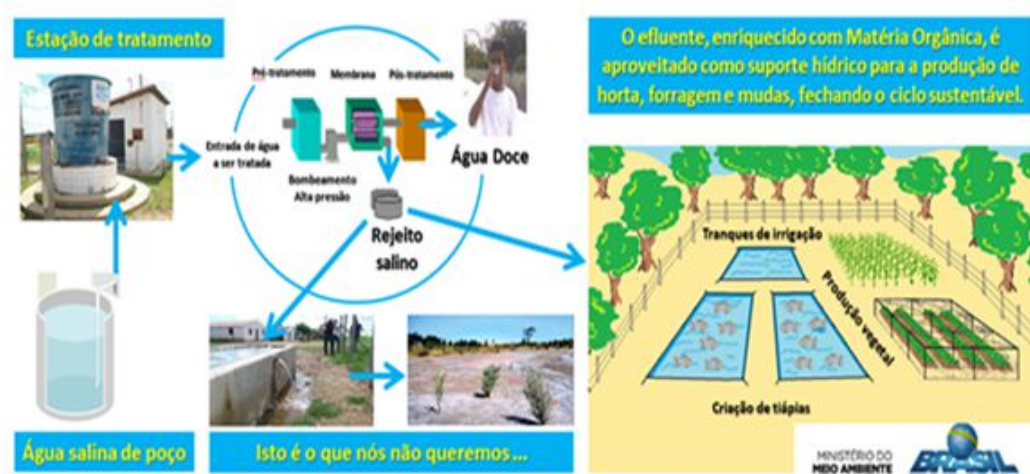 Estação de tratamento
Pré-tratamento Membrana Pós-tratamento
Entrada de água
a ser tratada
Bombeamento
Alta pressão
Água Doce
Rejeito
salino
Água salina de poço
Isto é o que nós não queremos ...
O efluente, enriquecido com Matéria Orgânica, é
aproveitado como suporte hídrico para a produção de
horta, forragem e mudas, fechando o ciclo sustentável.
Tranques de irrigação
Produção vegetal
Criação de tiápias
MINISTÉRIO DO
MEIO AMBIENTE
BRASIL